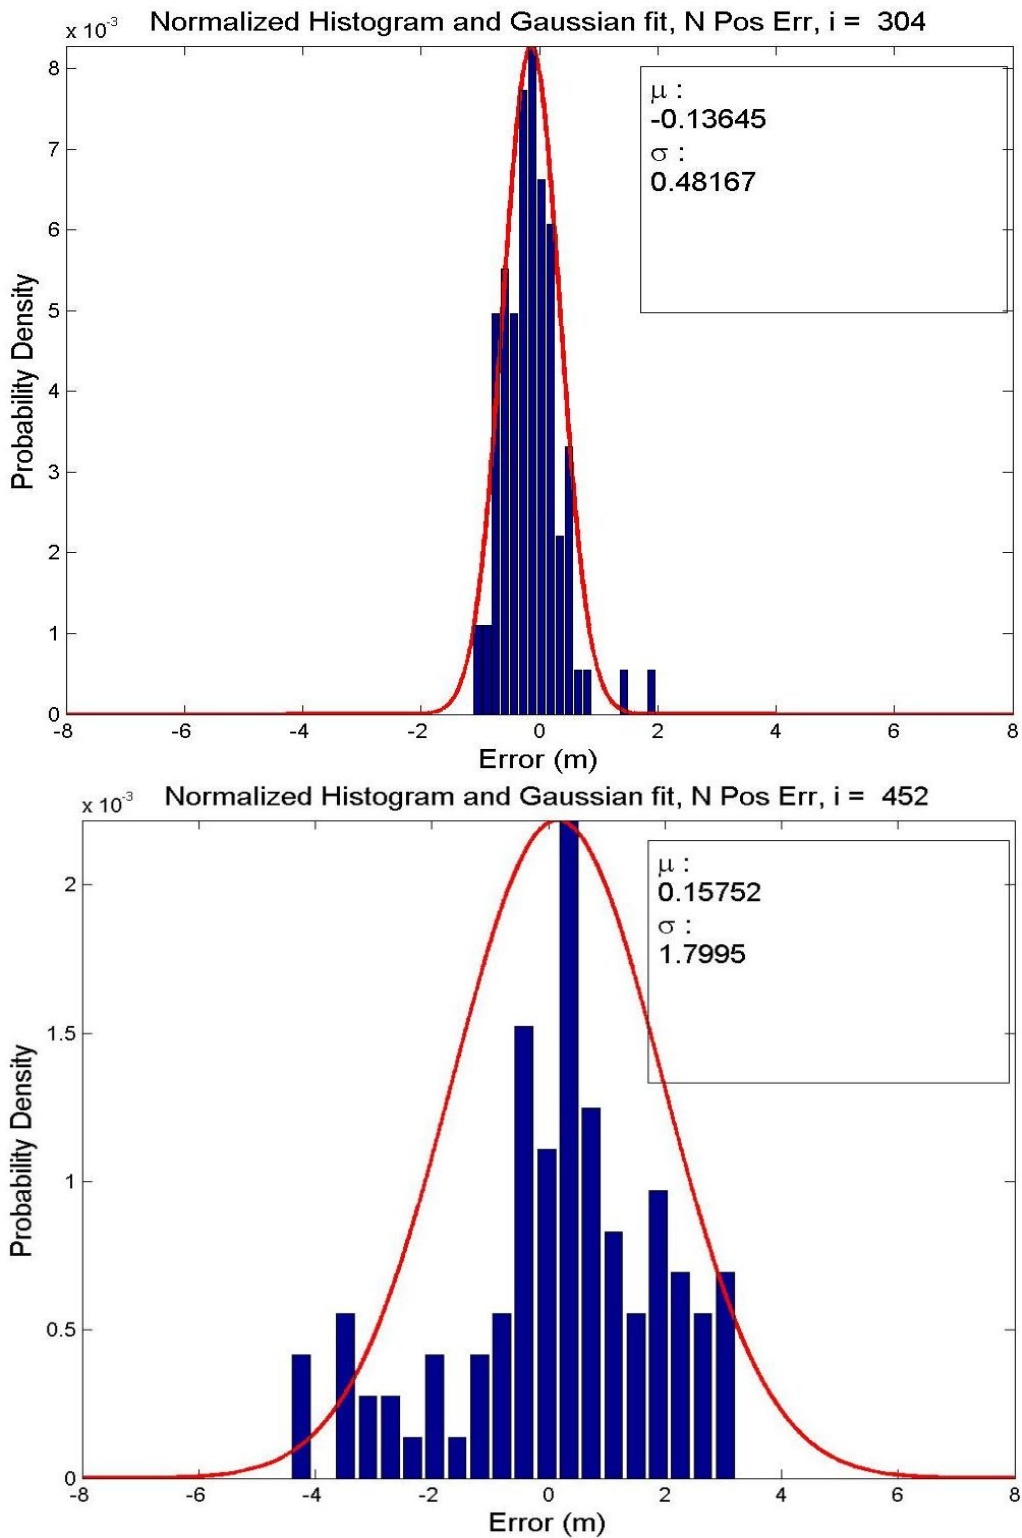 x 10-3
Normalized Histogram and Gaussian fit, N Pos Err, i = 304
8
7
6
5
4
3
2
1
0
Probability Density
μ :
-0.13645
σ :
0.48167
-8 -6 -4 -2 0 2 4 6 8
Error (m)
x 10-3
Normalized Histogram and Gaussian fit, N Pos Err, i = 452
2
1.5
1
0.5
0
Probability Density
μ :
0.15752
σ :
1.7995
-8 -6 -4 -2 0 2 4 6 8
Error (m)